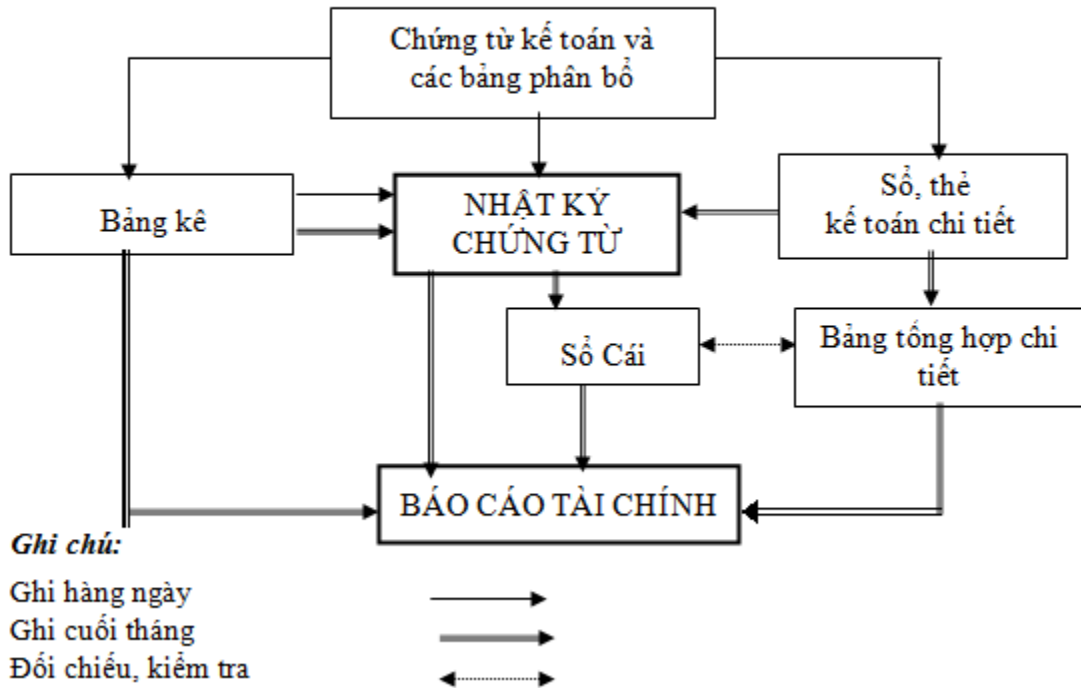 Chứng từ kế toán và
các bảng phân bổ
Bảng kê
NHẬT KÝ
CHỨNG TỪ
Sổ, thẻ
kế toán chi tiết
Sổ Cái
Bảng tổng hợp chi
tiết
BÁO CÁO TÀI CHÍNH
Ghi chú:
Ghi hàng ngày
Ghi cuối tháng
Đối chiếu, kiểm tra